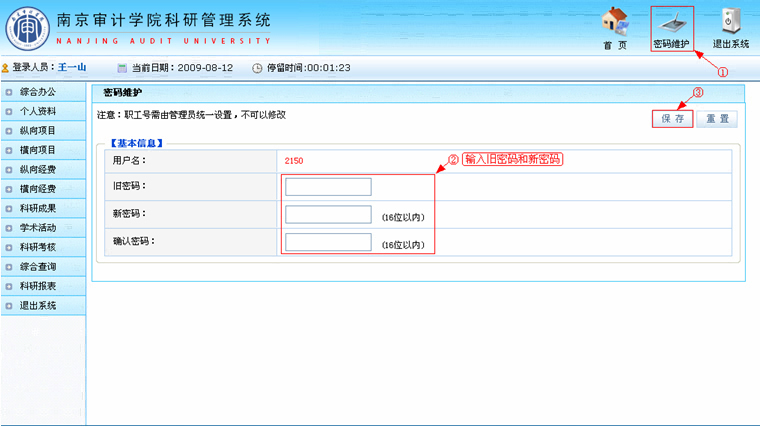 南京审计学院科研管理系统
NANJING AUDIT UNIVERSITY
首 页 密码维护 退出系统
①
登录人员：王一山 当前日期：2009-08-12 停留时间:00:01:23
综合办公
个人资料
纵向项目
横向项目
纵向经费
横向经费
科研成果
学术活动
科研考核
综合查询
科研报表
退出系统
密码维护
③
注意：职工号需由管理员统一设置，不可以修改
保 存 重 置
【基本信息】
用户名： 2150
② 输入旧密码和新密码
旧密码：
新密码： (16位以内)
确认密码： (16位以内)